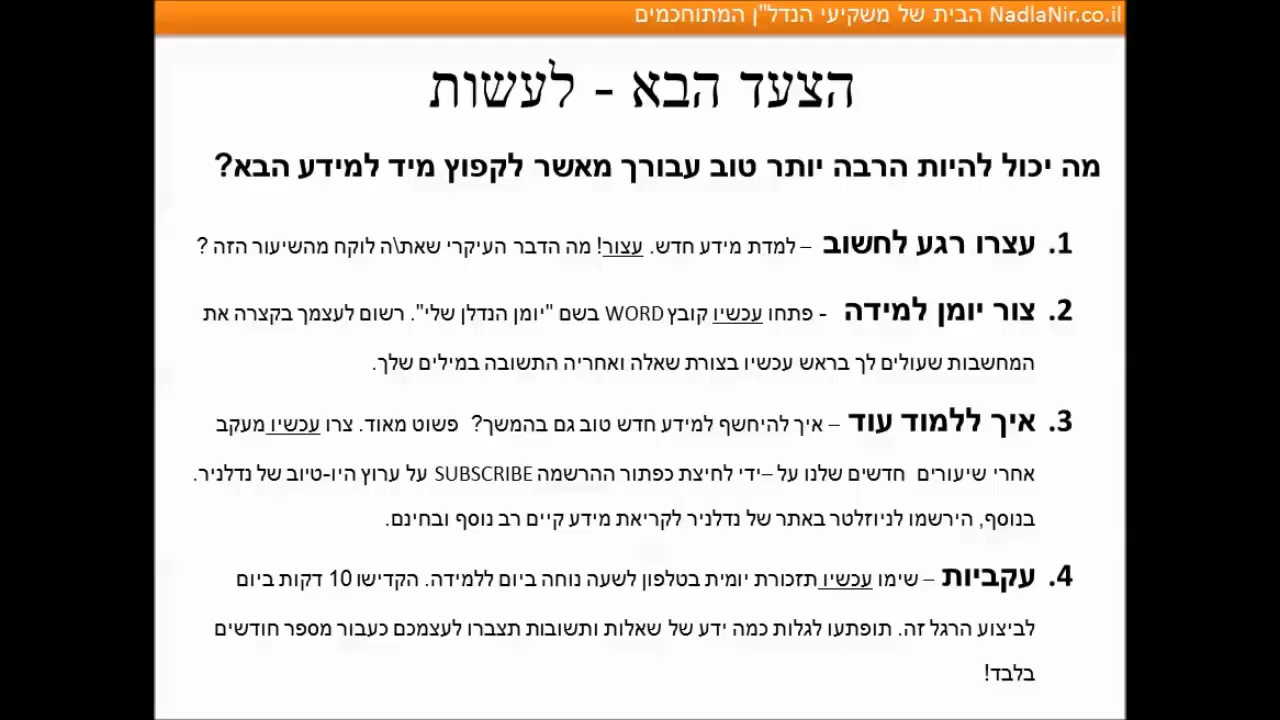 NadlaNir.co.il הבית של משקיעי הנדל"ן המתוחכמים
הצעד הבא - לעשות
מה יכול להיות הרבה יותר טוב עבורך מאשר לקפוץ מיד למידע הבא?
1. עצרו רגע לחשוב – למדת מידע חדש. עצור! מה הדבר העיקרי שאת\ה לוקח מהשיעור הזה ?
2. צור יומן למידה - פתחו עכשיו קובץ WORD בשם "יומן הנדלן שלי". רשום לעצמך בקצרה את
המחשבות שעולים לך בראש עכשיו בצורת שאלה ואחריה התשובה במילים שלך.
3. איך ללמוד עוד – איך להיחשף למידע חדש טוב גם בהמשך? פשוט מאוד. צרו עכשיו מעקב
אחרי שיעורים חדשים שלנו על –ידי לחיצת כפתור ההרשמה SUBSCRIBE על ערוץ היו-טיוב של נדלניר.
בנוסף, הירשמו לניוזלטר באתר של נדלניר לקריאת מידע קיים רב נוסף ובחינם.
4. עקביות – שימו עכשיו תזכורת יומית בטלפון לשעה נוחה ביום ללמידה. הקדישו 10 דקות ביום
לביצוע הרגל זה. תופתעו לגלות כמה ידע של שאלות ותשובות תצברו לעצמכם כעבור מספר חודשים
בלבד!